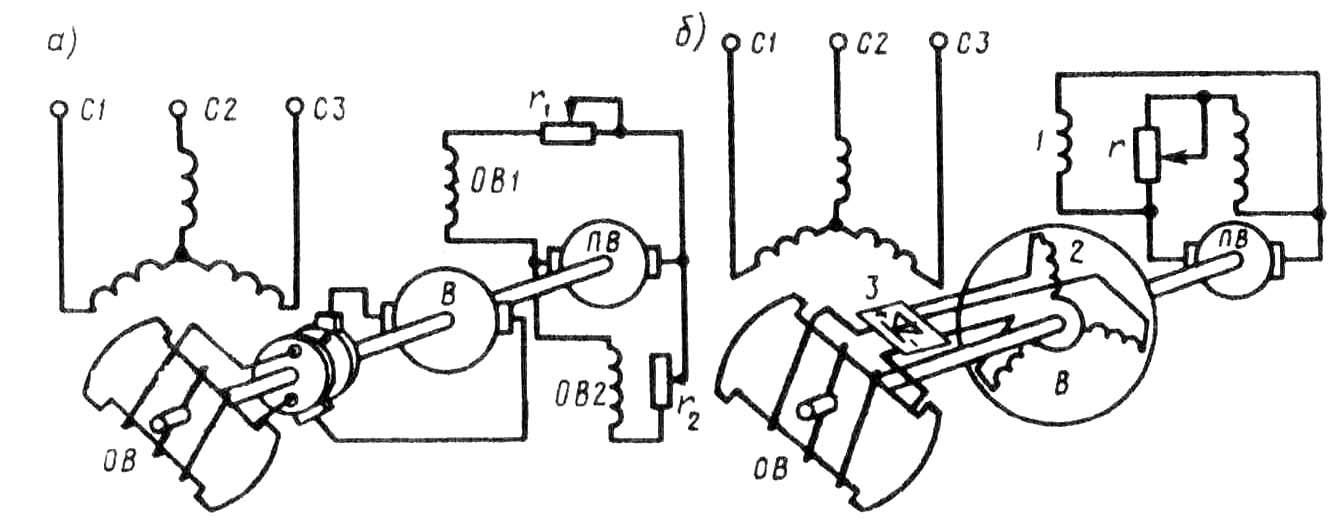 а)
С1 С2 С3
r₁
ОВ1
ПВ
В
ОВ2
r₂
ОВ
б)
С1 С2 С3
1
r
ПВ
2
3
+ -
В
ОВ